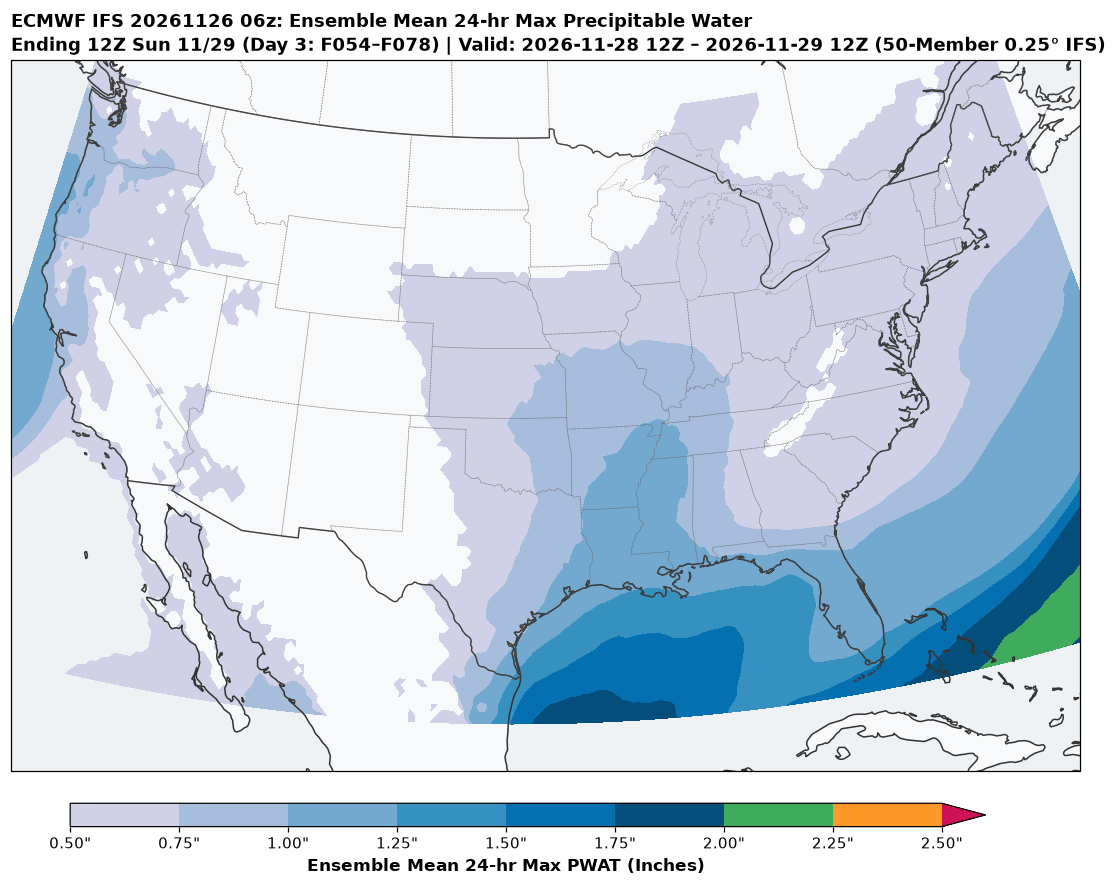 ECMWF IFS 20261126 06z: Ensemble Mean 24-hr Max Precipitable Water
Ending 12Z Sun 11/29 (Day 3: F054–F078) | Valid: 2026-11-28 12Z – 2026-11-29 12Z (50-Member 0.25° IFS)
0.50" 0.75" 1.00" 1.25" 1.50" 1.75" 2.00" 2.25" 2.50"
Ensemble Mean 24-hr Max PWAT (Inches)